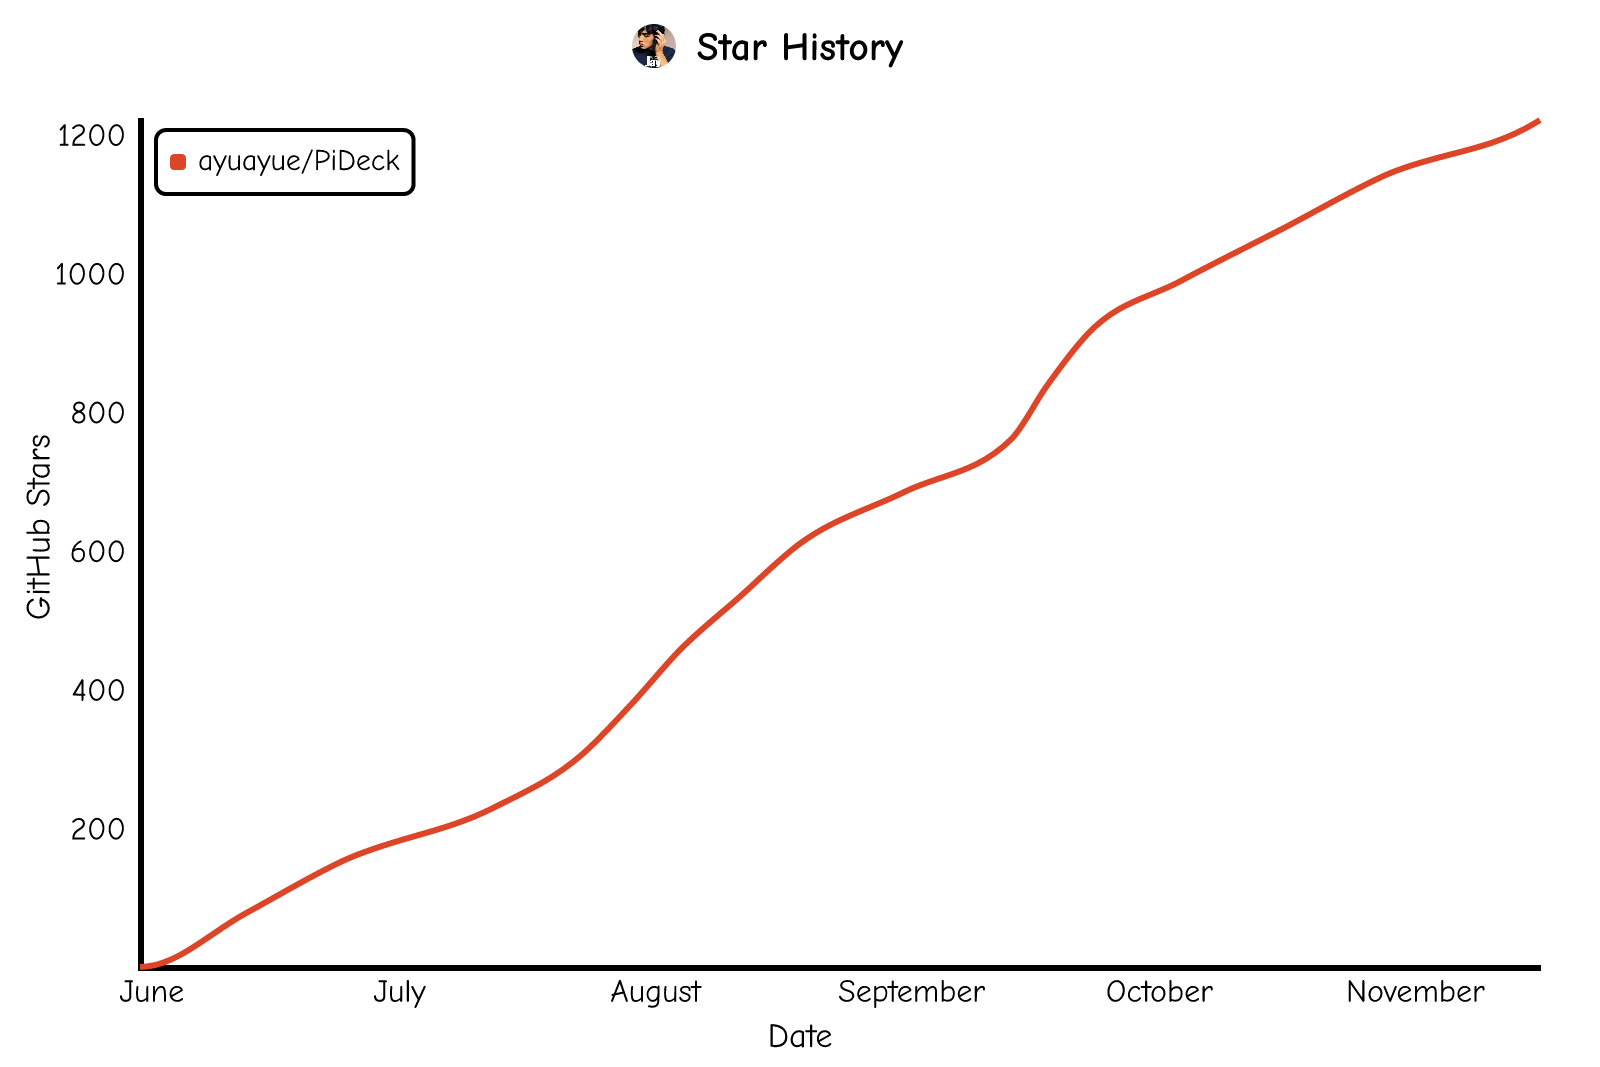 Star History
ayuayue/PiDeck
1200
1000
800
600
400
200
GitHub Stars
June
July
August
September
October
November
Date